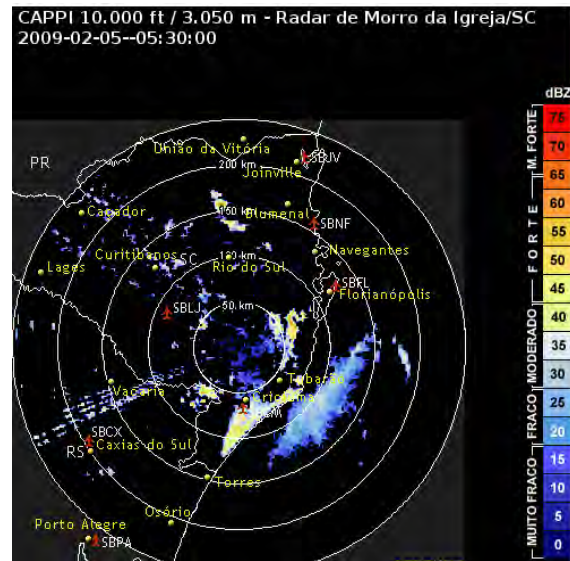 CAPPI 10.000 ft / 3.050 m - Radar de Morro da Igreja/SC
2009-02-05--05:30:00
dBZ
75
70
65
60
55
50
45
40
35
30
25
20
15
10
5
0
M. FORTE
FORTE
MODERADO
FRACO
MUITO FRACO
PR
União da Vitória
SBJV
200 km
Joinville
Caçador
150 km
Blumenal
SBNF
Curitibanos
SC
100 km
Navegantes
Lages
Rio do Sul
SBFL
Florianópolis
SBLJ
50 km
Tubarão
Vacaria
Criciúma
SBCX
Caxias do Sul
RS
Torres
Osório
Porto Alegre
SBPA